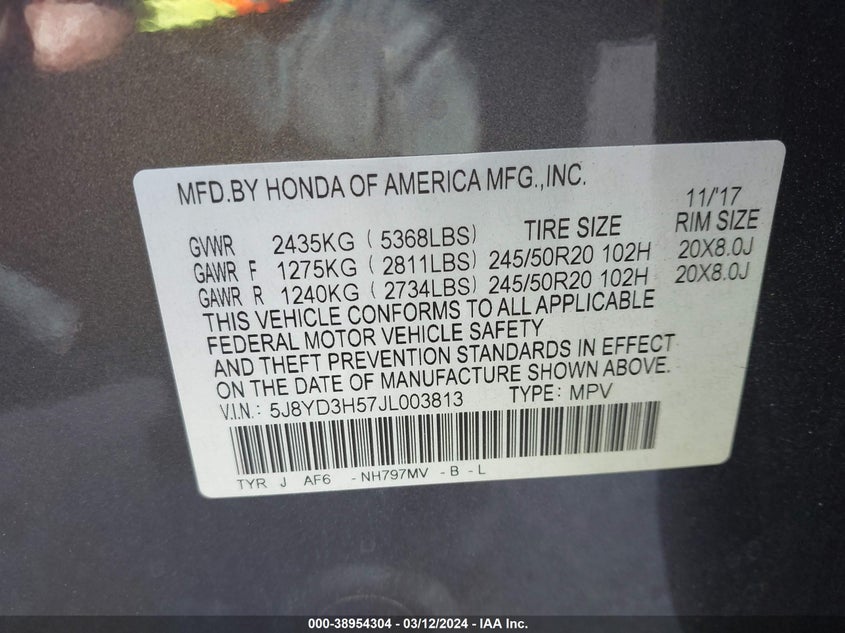 MFD.BY HONDA OF AMERICA MFG.,INC.
11/'17
TIRE SIZE RIM SIZE
GVWR 2435KG ( 5368LBS)
GAWR F 1275KG ( 2811LBS) 245/50R20 102H 20X8.0J
GAWR R 1240KG ( 2734LBS) 245/50R20 102H 20X8.0J
THIS VEHICLE CONFORMS TO ALL APPLICABLE
FEDERAL MOTOR VEHICLE SAFETY
AND THEFT PREVENTION STANDARDS IN EFFECT
ON THE DATE OF MANUFACTURE SHOWN ABOVE.
V.I.N.: 5J8YD3H57JL003813 TYPE: MPV
TYR J AF6 -NH797MV -B -L
000-38954304 - 03/12/2024 - IAA Inc.